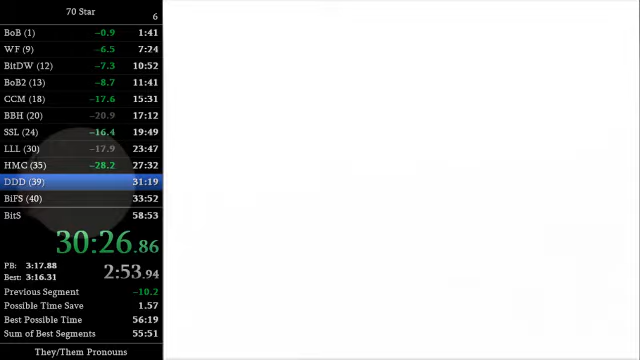 70 Star
6
BoB (1) −0.9 1:41
WF (9) −6.5 7:24
BitDW (12) −7.3 10:52
BoB2 (13) −8.7 11:41
CCM (18) −17.6 15:31
BBH (20) −20.9 17:12
SSL (24) −16.4 19:49
LLL (30) −17.9 23:47
HMC (35) −28.2 27:32
DDD (39) 31:19
BiFS (40) 33:52
BitS 58:53
30:26.86
PB: 3:17.88
Best: 3:16.31
2:53.94
Previous Segment −10.2
Possible Time Save 1.57
Best Possible Time 56:19
Sum of Best Segments 55:51
They/Them Pronouns